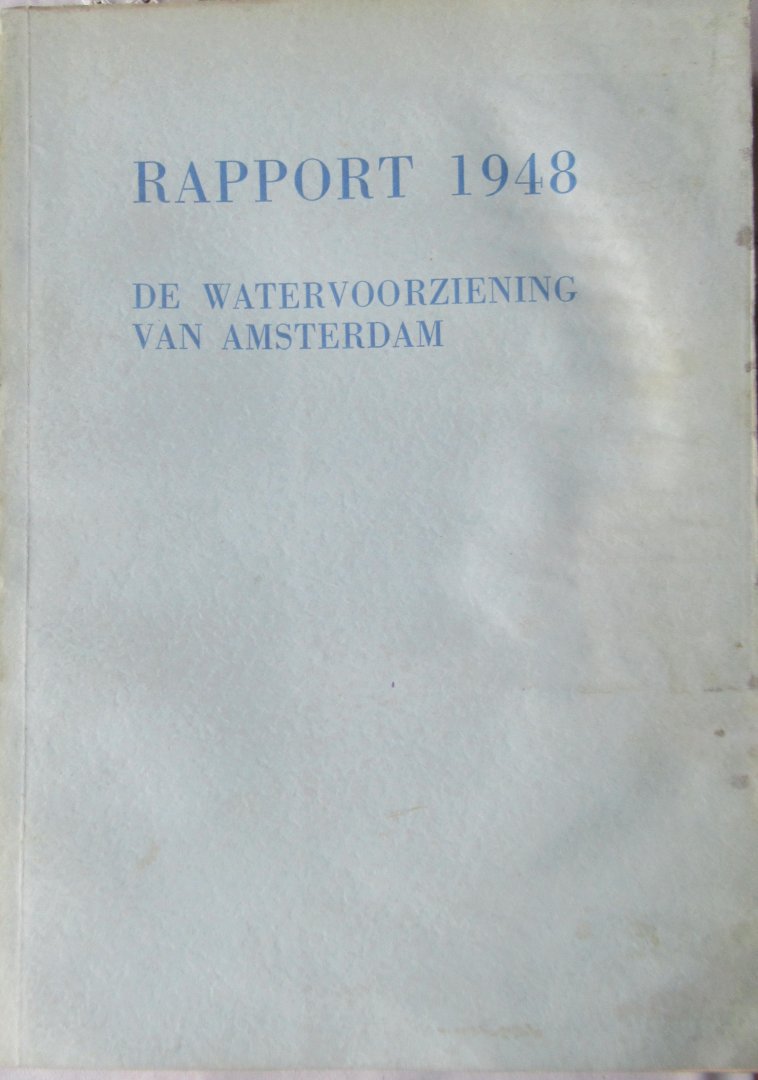 RAPPORT 1948
DE WATERVOORZIENING
VAN AMSTERDAM